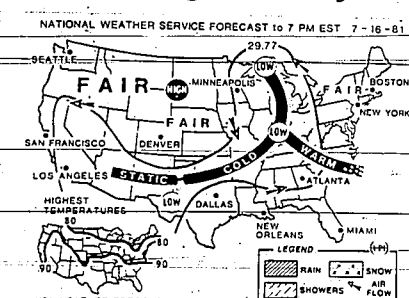 NATIONAL WEATHER SERVICE FORECAST to 7 PM EST 7-16-81
29.77
SEATTLE
LOW
FAIR
HIGH
MINNEAPOLIS
BOSTON
FAIR
NEW YORK
FAIR
LOW
SAN FRANCISCO
DENVER
COLD
WARM
LOS ANGELES
STATIC
ATLANTA
HIGHEST
TEMPERATURES
LOW
DALLAS
80
NEW
ORLEANS
MIAMI
80
90
90
LEGEND
RAIN
SNOW
SHOWERS
AIR
FLOW